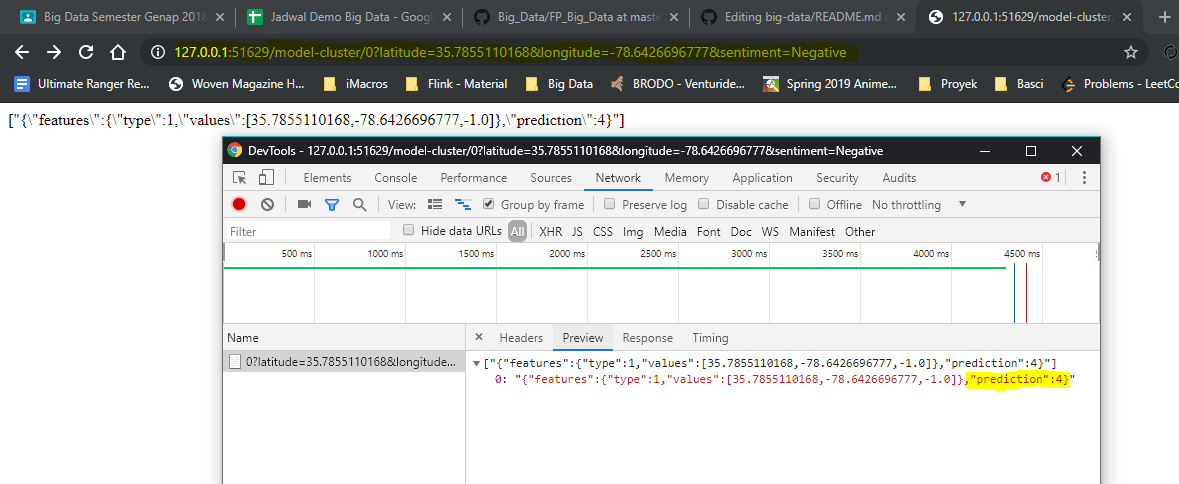 Big Data Semester Genap 2018
Jadwal Demo Big Data - Googl
Big_Data/FP_Big_Data at maste
Editing big-data/README.md a
127.0.0.1:51629/model-cluster/
127.0.0.1:51629/model-cluster/0?latitude=35.7855110168&longitude=-78.6426696777&sentiment=Negative
Ultimate Ranger Re... Woven Magazine H... iMacros Flink - Material Big Data BRODO - Venturide... Spring 2019 Anime... Proyek Basci Problems - LeetCo
["{\"features\":{\"type\":1,\"values\":[35.7855110168,-78.6426696777,-1.0]},\"prediction\":4}"]
DevTools - 127.0.0.1:51629/model-cluster/0?latitude=35.7855110168&longitude=-78.6426696777&sentiment=Negative
Elements Console Performance Sources Network Memory Application Security Audits 1
View: Group by frame Preserve log Disable cache Offline No throttling
Filter Hide data URLs All XHR JS CSS Img Media Font Doc WS Manifest Other
500 ms 1000 ms 1500 ms 2000 ms 2500 ms 3000 ms 3500 ms 4000 ms 4500 ms
Name Headers Preview Response Timing
0?latitude=35.7855110168&longitude...
["{"features":{"type":1,"values":[35.7855110168,-78.6426696777,-1.0]},"prediction":4}"]
0: "{"features":{"type":1,"values":[35.7855110168,-78.6426696777,-1.0]},"prediction":4}"